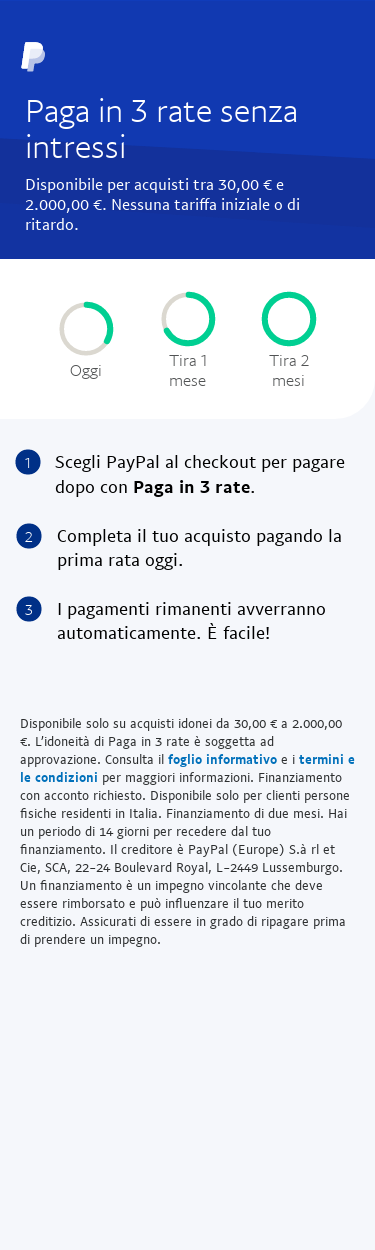 Paga in 3 rate senza
intressi
Disponibile per acquisti tra 30,00 € e
2.000,00 €. Nessuna tariffa iniziale o di
ritardo.
Oggi
Tira 1
mese
Tira 2
mesi
1 Scegli PayPal al checkout per pagare
dopo con Paga in 3 rate.
2 Completa il tuo acquisto pagando la
prima rata oggi.
3 I pagamenti rimanenti avverranno
automaticamente. È facile!
Disponibile solo su acquisti idonei da 30,00 € a 2.000,00
€. L'idoneità di Paga in 3 rate è soggetta ad
approvazione. Consulta il foglio informativo e i termini e
le condizioni per maggiori informazioni. Finanziamento
con acconto richiesto. Disponibile solo per clienti persone
fisiche residenti in Italia. Finanziamento di due mesi. Hai
un periodo di 14 giorni per recedere dal tuo
finanziamento. Il creditore è PayPal (Europe) S.à rl et
Cie, SCA, 22-24 Boulevard Royal, L-2449 Lussemburgo.
Un finanziamento è un impegno vincolante che deve
essere rimborsato e può influenzare il tuo merito
creditizio. Assicurati di essere in grado di ripagare prima
di prendere un impegno.